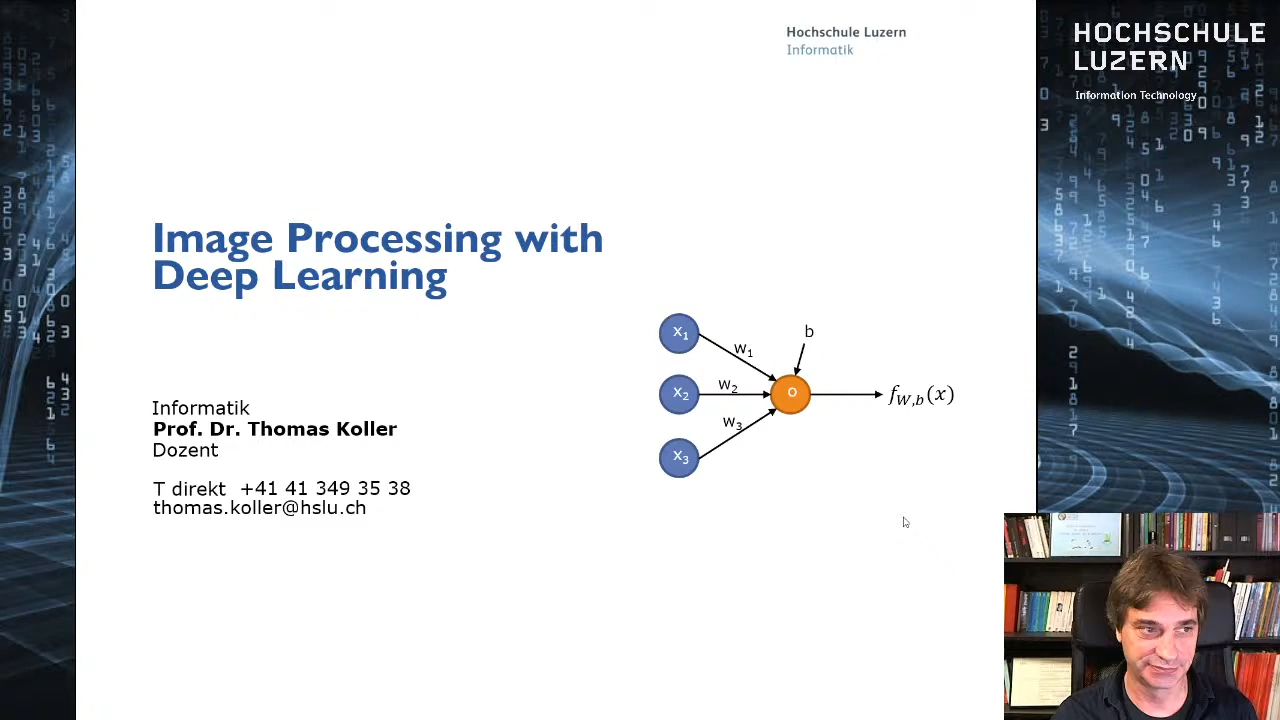 Hochschule Luzern
Informatik
HOCHSCHULE
LUZERN
Information Technology
Image Processing with
Deep Learning
x₁
w₁
b
x₂
w₂
o
f_{W,b}(x)
w₃
x₃
Informatik
Prof. Dr. Thomas Koller
Dozent
T direkt +41 41 349 35 38
thomas.koller@hslu.ch